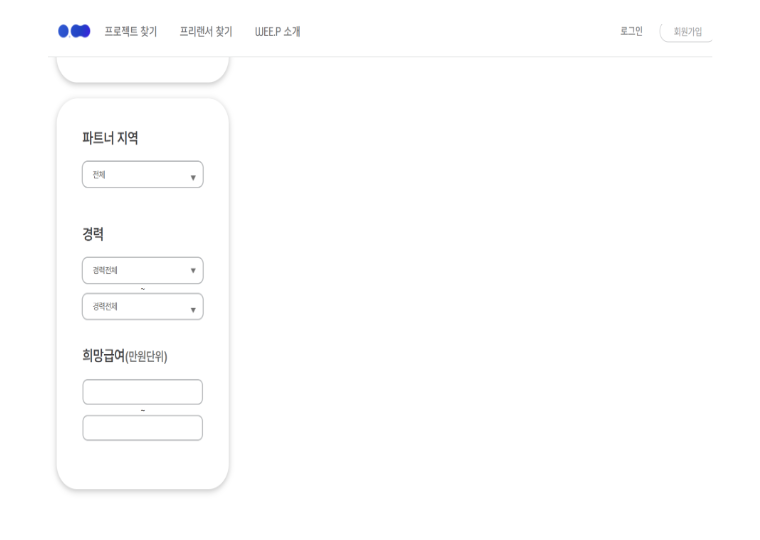 프로젝트 찾기 프리랜서 찾기 WEE.P 소개 로그인 회원가입
파트너 지역
전체 ▼
경력
경력전체 ▼
~
경력전체 ▼
희망급여(만원단위)
~